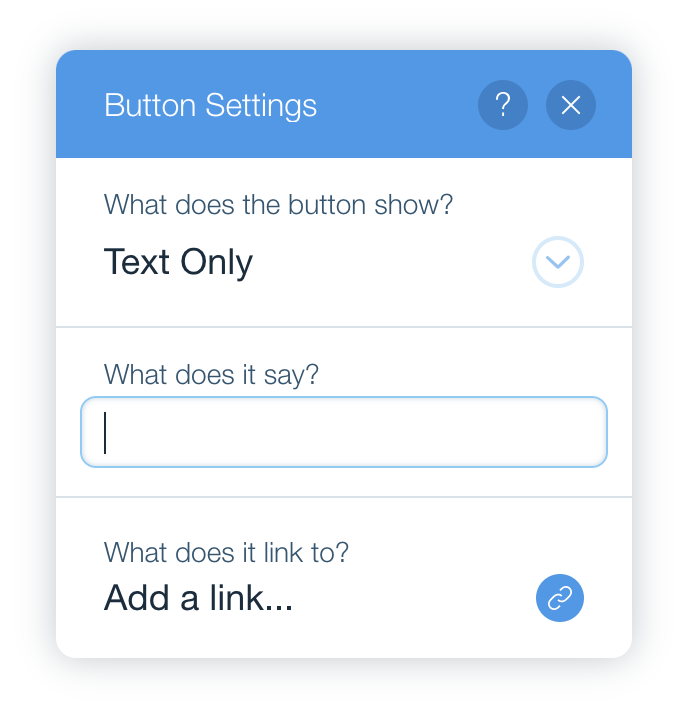 Button Settings ?
What does the button show?
Text Only
What does it say?
What does it link to?
Add a link...